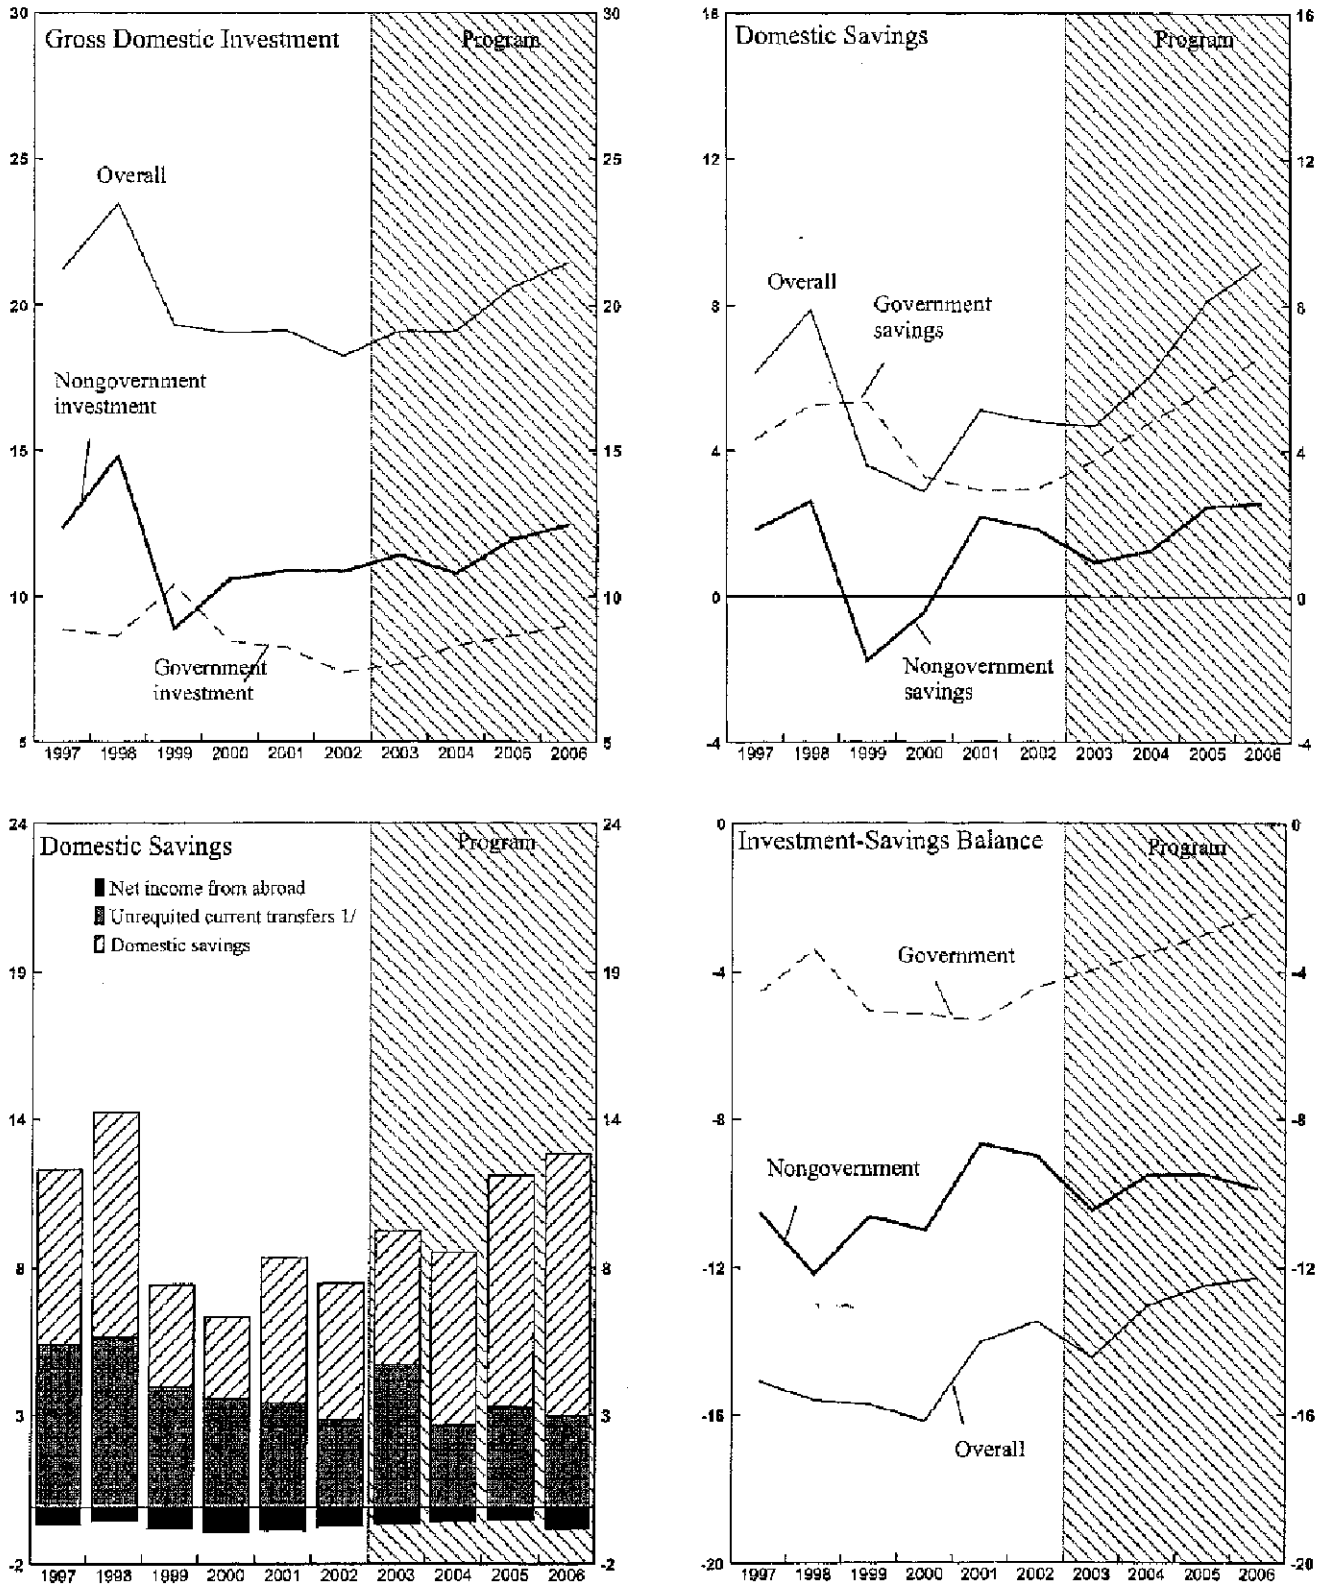 Gross Domestic Investment
Program
30
25
20
15
10
5
30
25
20
15
10
5
Overall
Nongovernment
investment
Government
investment
1997 1998 1999 2000 2001 2002 2003 2004 2005 2006
Domestic Savings
Program
18
12
8
4
0
-4
16
12
8
4
0
-4
Overall
Government
savings
Nongovernment
savings
1997 1998 1999 2000 2001 2002 2003 2004 2005 2006
Domestic Savings
Program
Net income from abroad
Unrequited current transfers 1/
Domestic savings
24
19
14
8
3
-2
24
19
14
8
3
-2
1997 1998 1999 2000 2001 2002 2003 2004 2005 2006
Investment-Savings Balance
Program
0
-4
-8
-12
-16
-20
0
-4
-8
-12
-16
-20
Government
Nongovernment
Overall
1997 1998 1999 2000 2001 2002 2003 2004 2005 2006